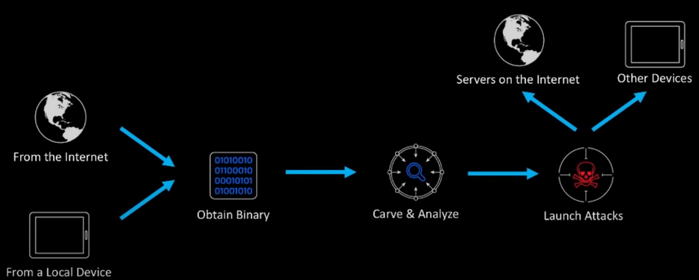 Servers on the Internet
Other Devices
From the Internet
01010010
01100010
00010101
01001010
Obtain Binary
Carve & Analyze
Launch Attacks
From a Local Device